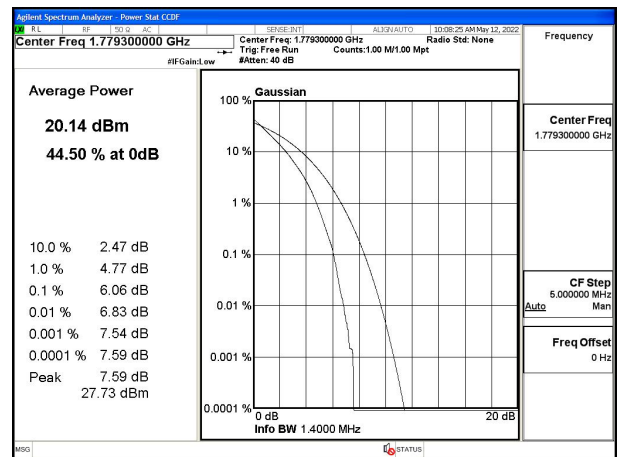 Agilent Spectrum Analyzer - Power Stat CCDF
RL RF 50 Ω AC SENSE:INT ALIGNAUTO 10:08:25 AM May 12, 2022
Center Freq 1.779300000 GHz
Center Freq: 1.779300000 GHz Radio Std: None
Trig: Free Run Counts:1.00 M/1.00 Mpt
#IFGain:Low #Atten: 40 dB
Frequency
Average Power
20.14 dBm
44.50 % at 0dB
10.0 % 2.47 dB
1.0 % 4.77 dB
0.1 % 6.06 dB
0.01 % 6.83 dB
0.001 % 7.54 dB
0.0001 % 7.59 dB
Peak 7.59 dB
27.73 dBm
Gaussian
100 %
10 %
1 %
0.1 %
0.01 %
0.001 %
0.0001 %
0 dB 20 dB
Info BW 1.4000 MHz
Center Freq
1.779300000 GHz
CF Step
5.000000 MHz
Auto Man
Freq Offset
0 Hz
MSG STATUS